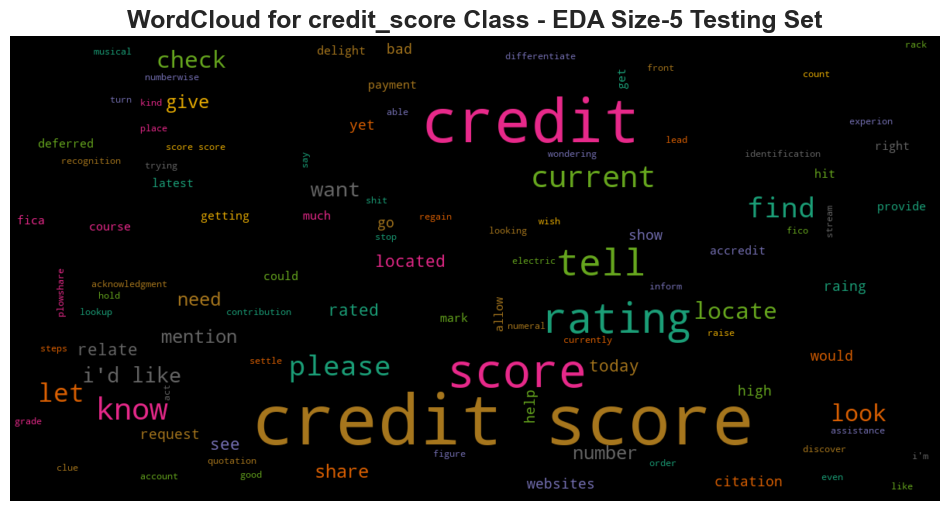 WordCloud for credit_score Class - EDA Size-5 Testing Set
rack
musical
delight
bad
differentiate
check
numberwise
get
front
count
payment
turn
kind
give
able
credit
experion
place
yet
lead
deferred
score score
right
recognition
trying
say
wondering
identification
latest
want
current
hit
shit
find
provide
fica
course
getting
much
go
regain
looking
wish
fico
stream
stop
show
located
tell
accredit
electric
could
plowshare
acknowledgment
hold
need
inform
raing
lookup
contribution
rated
mark
allow
numeral
rating
locate
raise
currently
mention
steps
relate
settle
please
score
today
would
i'd like
let
act
know
credit score
help
high
look
grade
request
see
number
assistance
quotation
figure
order
discover
i'm
clue
account
good
share
websites
citation
even
like